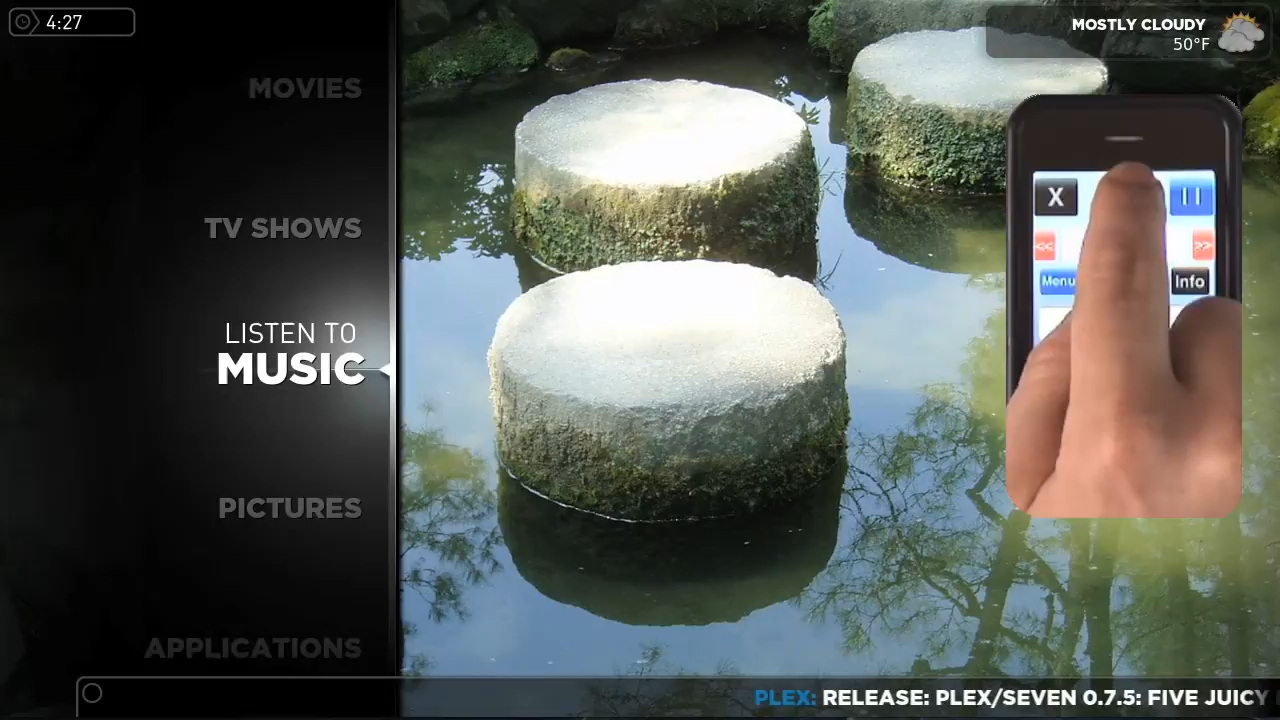 4:27
MOSTLY CLOUDY
50°F
MOVIES
TV SHOWS
LISTEN TO
MUSIC
PICTURES
APPLICATIONS
X
<<
>>
Menu
Info
PLEX: RELEASE: PLEX/SEVEN 0.7.5: FIVE JUICY